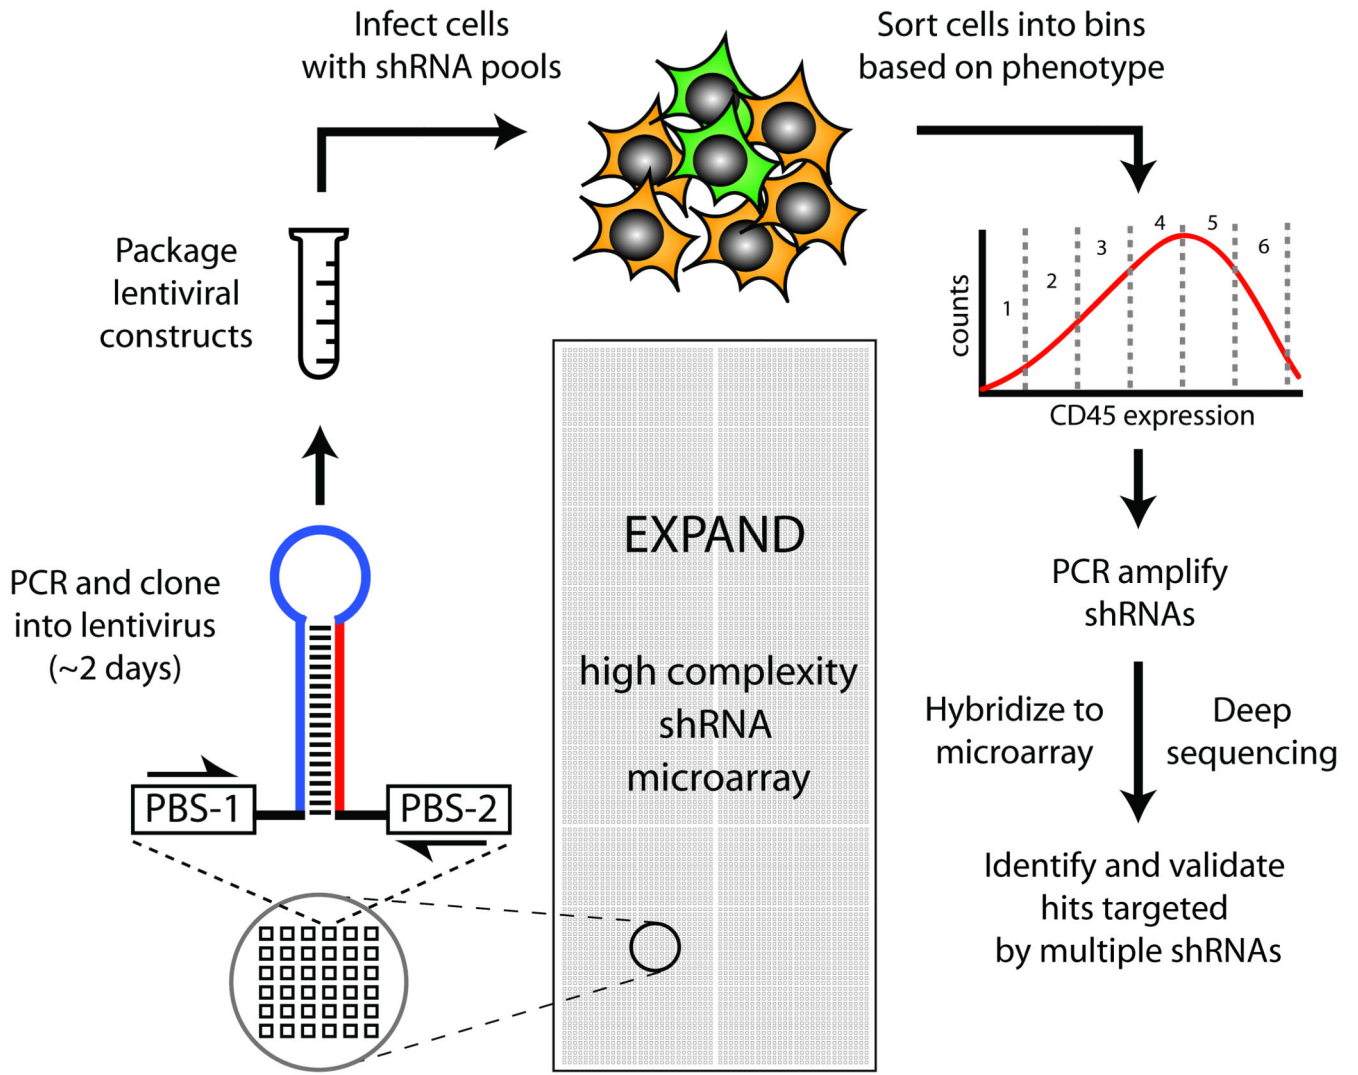 Infect cells
with shRNA pools
Sort cells into bins
based on phenotype
Package
lentiviral
constructs
1
2
3
4
5
6
counts
CD45 expression
PCR and clone
into lentivirus
(~2 days)
PBS-1
PBS-2
EXPAND
high complexity
shRNA
microarray
PCR amplify
shRNAs
Hybridize to
microarray
Deep
sequencing
Identify and validate
hits targeted
by multiple shRNAs